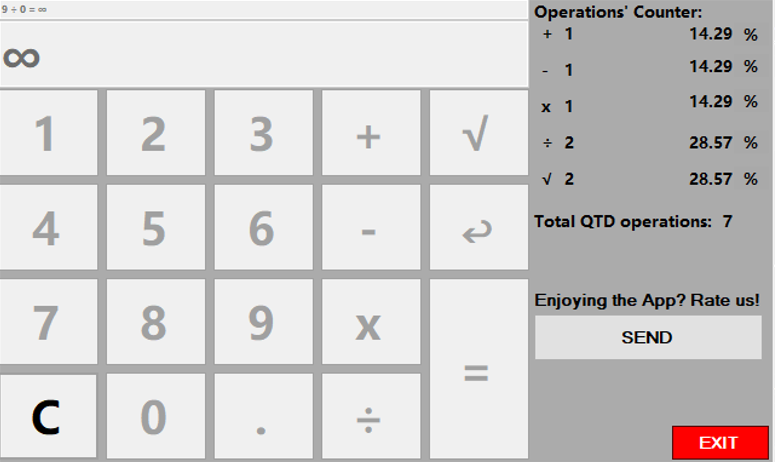 9 ÷ 0 = ∞
∞
1 2 3 + √
4 5 6 - ↩
7 8 9 x
=
C 0 . ÷
Operations' Counter:
+ 1 14.29 %
- 1 14.29 %
x 1 14.29 %
÷ 2 28.57 %
√ 2 28.57 %
Total QTD operations: 7
Enjoying the App? Rate us!
SEND
EXIT